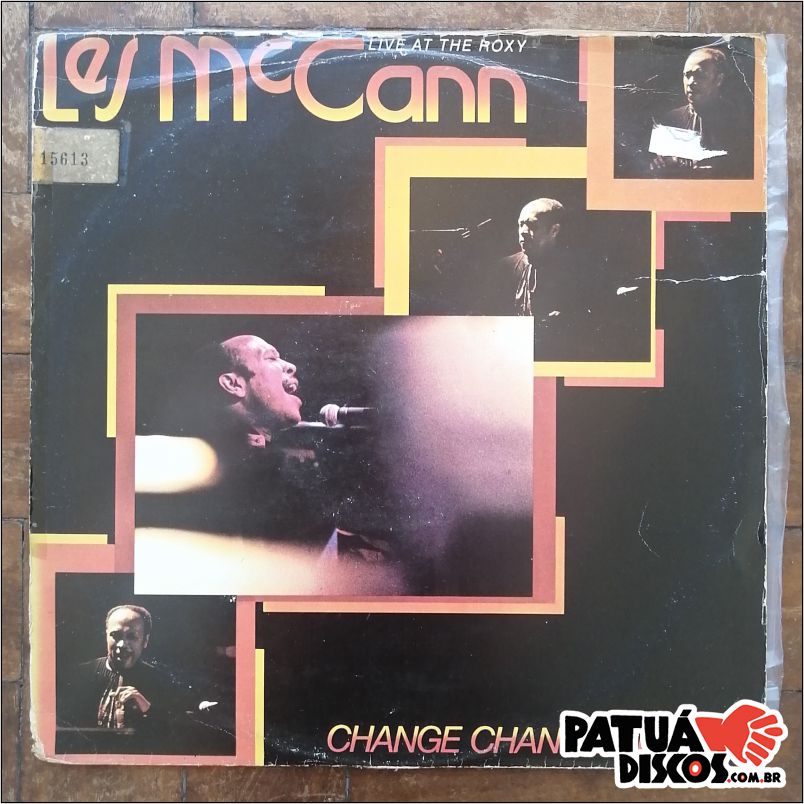 LIVE AT THE ROXY
Les McCann
15613
CHANGE CHAN
PATUÁ
DISCOS.COM.BR